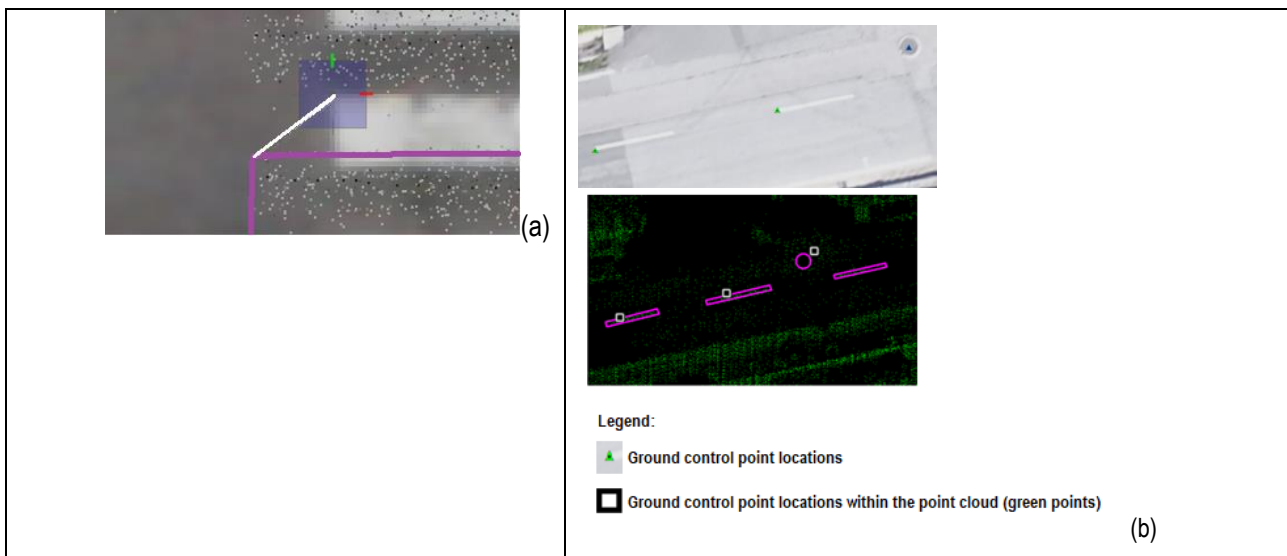 (a)
Legend:
Ground control point locations
Ground control point locations within the point cloud (green points)
(b)